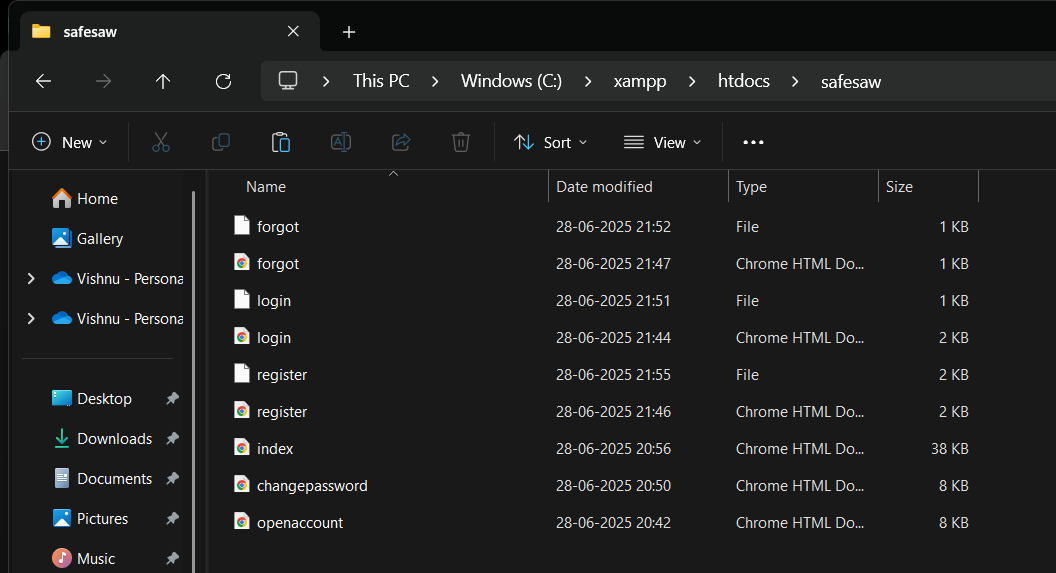 safesaw
This PC > Windows (C:) > xampp > htdocs > safesaw
New Sort View
Name Date modified Type Size
Home
Gallery
Vishnu - Persona
Vishnu - Persona
Desktop
Downloads
Documents
Pictures
Music
forgot 28-06-2025 21:52 File 1 KB
forgot 28-06-2025 21:47 Chrome HTML Do... 1 KB
login 28-06-2025 21:51 File 1 KB
login 28-06-2025 21:44 Chrome HTML Do... 2 KB
register 28-06-2025 21:55 File 2 KB
register 28-06-2025 21:46 Chrome HTML Do... 2 KB
index 28-06-2025 20:56 Chrome HTML Do... 38 KB
changepassword 28-06-2025 20:50 Chrome HTML Do... 8 KB
openaccount 28-06-2025 20:42 Chrome HTML Do... 8 KB